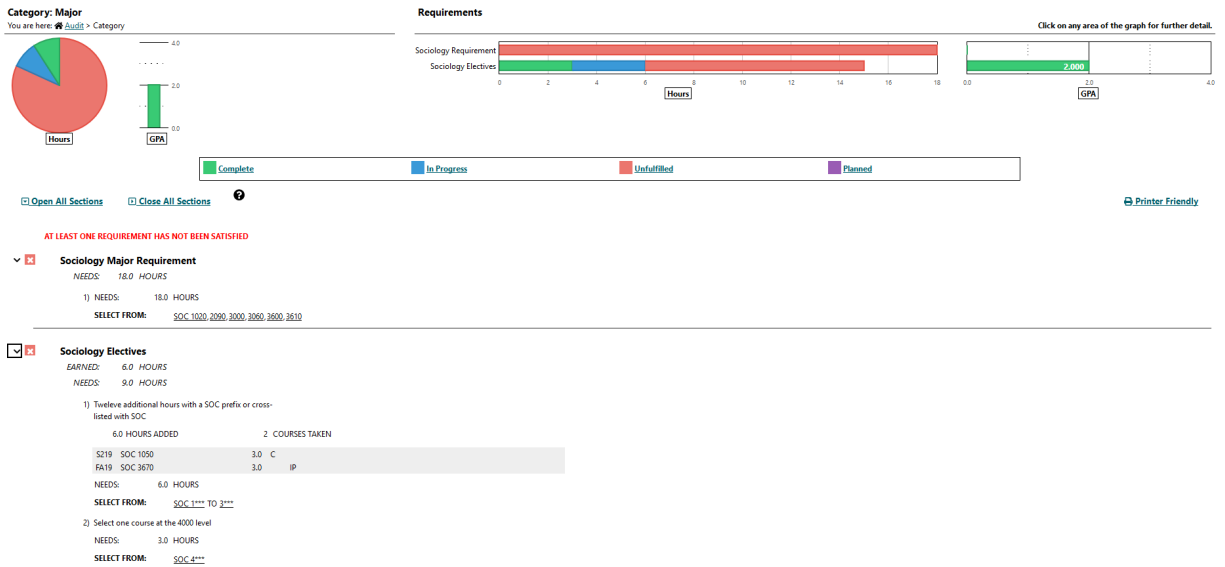 Category: Major
You are here: Audit > Category
Requirements
Click on any area of the graph for further detail.
4.0
2.0
0.0
Hours
GPA
Sociology Requirement
Sociology Electives
0 2 4 6 8 10 12 14 16 18
Hours
2.000
0.0 2.0 4.0
GPA
Complete In Progress Unfulfilled Planned
Open All Sections Close All Sections ?
Printer Friendly
AT LEAST ONE REQUIREMENT HAS NOT BEEN SATISFIED
Sociology Major Requirement
NEEDS: 18.0 HOURS
1) NEEDS: 18.0 HOURS
SELECT FROM: SOC 1020, 2090, 3000, 3060, 3600, 3610
Sociology Electives
EARNED: 6.0 HOURS
NEEDS: 9.0 HOURS
1) Tweleve additional hours with a SOC prefix or cross-
listed with SOC
6.0 HOURS ADDED 2 COURSES TAKEN
S219 SOC 1050 3.0 C
FA19 SOC 3670 3.0 IP
NEEDS: 6.0 HOURS
SELECT FROM: SOC 1*** TO 3***
2) Select one course at the 4000 level
NEEDS: 3.0 HOURS
SELECT FROM: SOC 4***